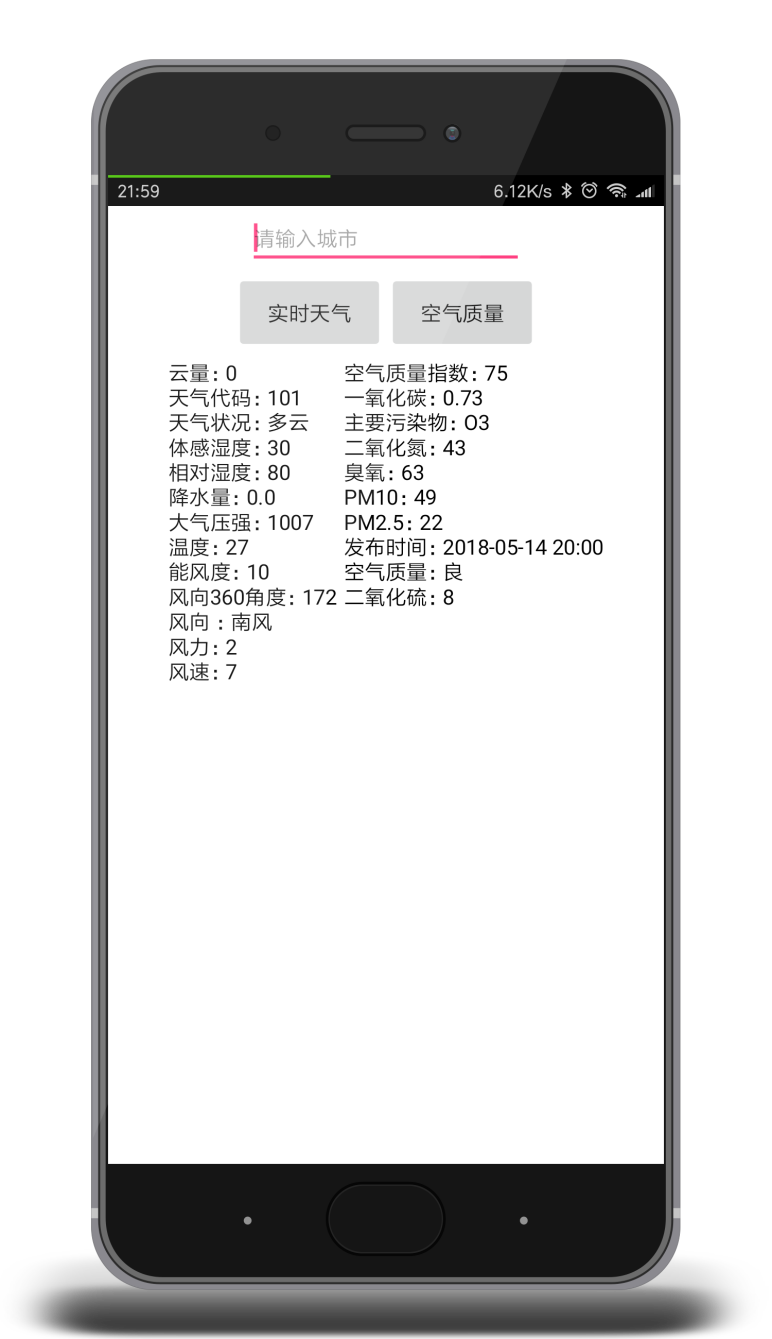 21:59
6.12K/s
请输入城市
实时天气
空气质量
云量: 0
天气代码: 101
天气状况: 多云
体感湿度: 30
相对湿度: 80
降水量: 0.0
大气压强: 1007
温度: 27
能风度: 10
风向360角度: 172
风向 : 南风
风力: 2
风速: 7
空气质量指数: 75
一氧化碳: 0.73
主要污染物: O3
二氧化氮: 43
臭氧: 63
PM10: 49
PM2.5: 22
发布时间: 2018-05-14 20:00
空气质量: 良
二氧化硫: 8